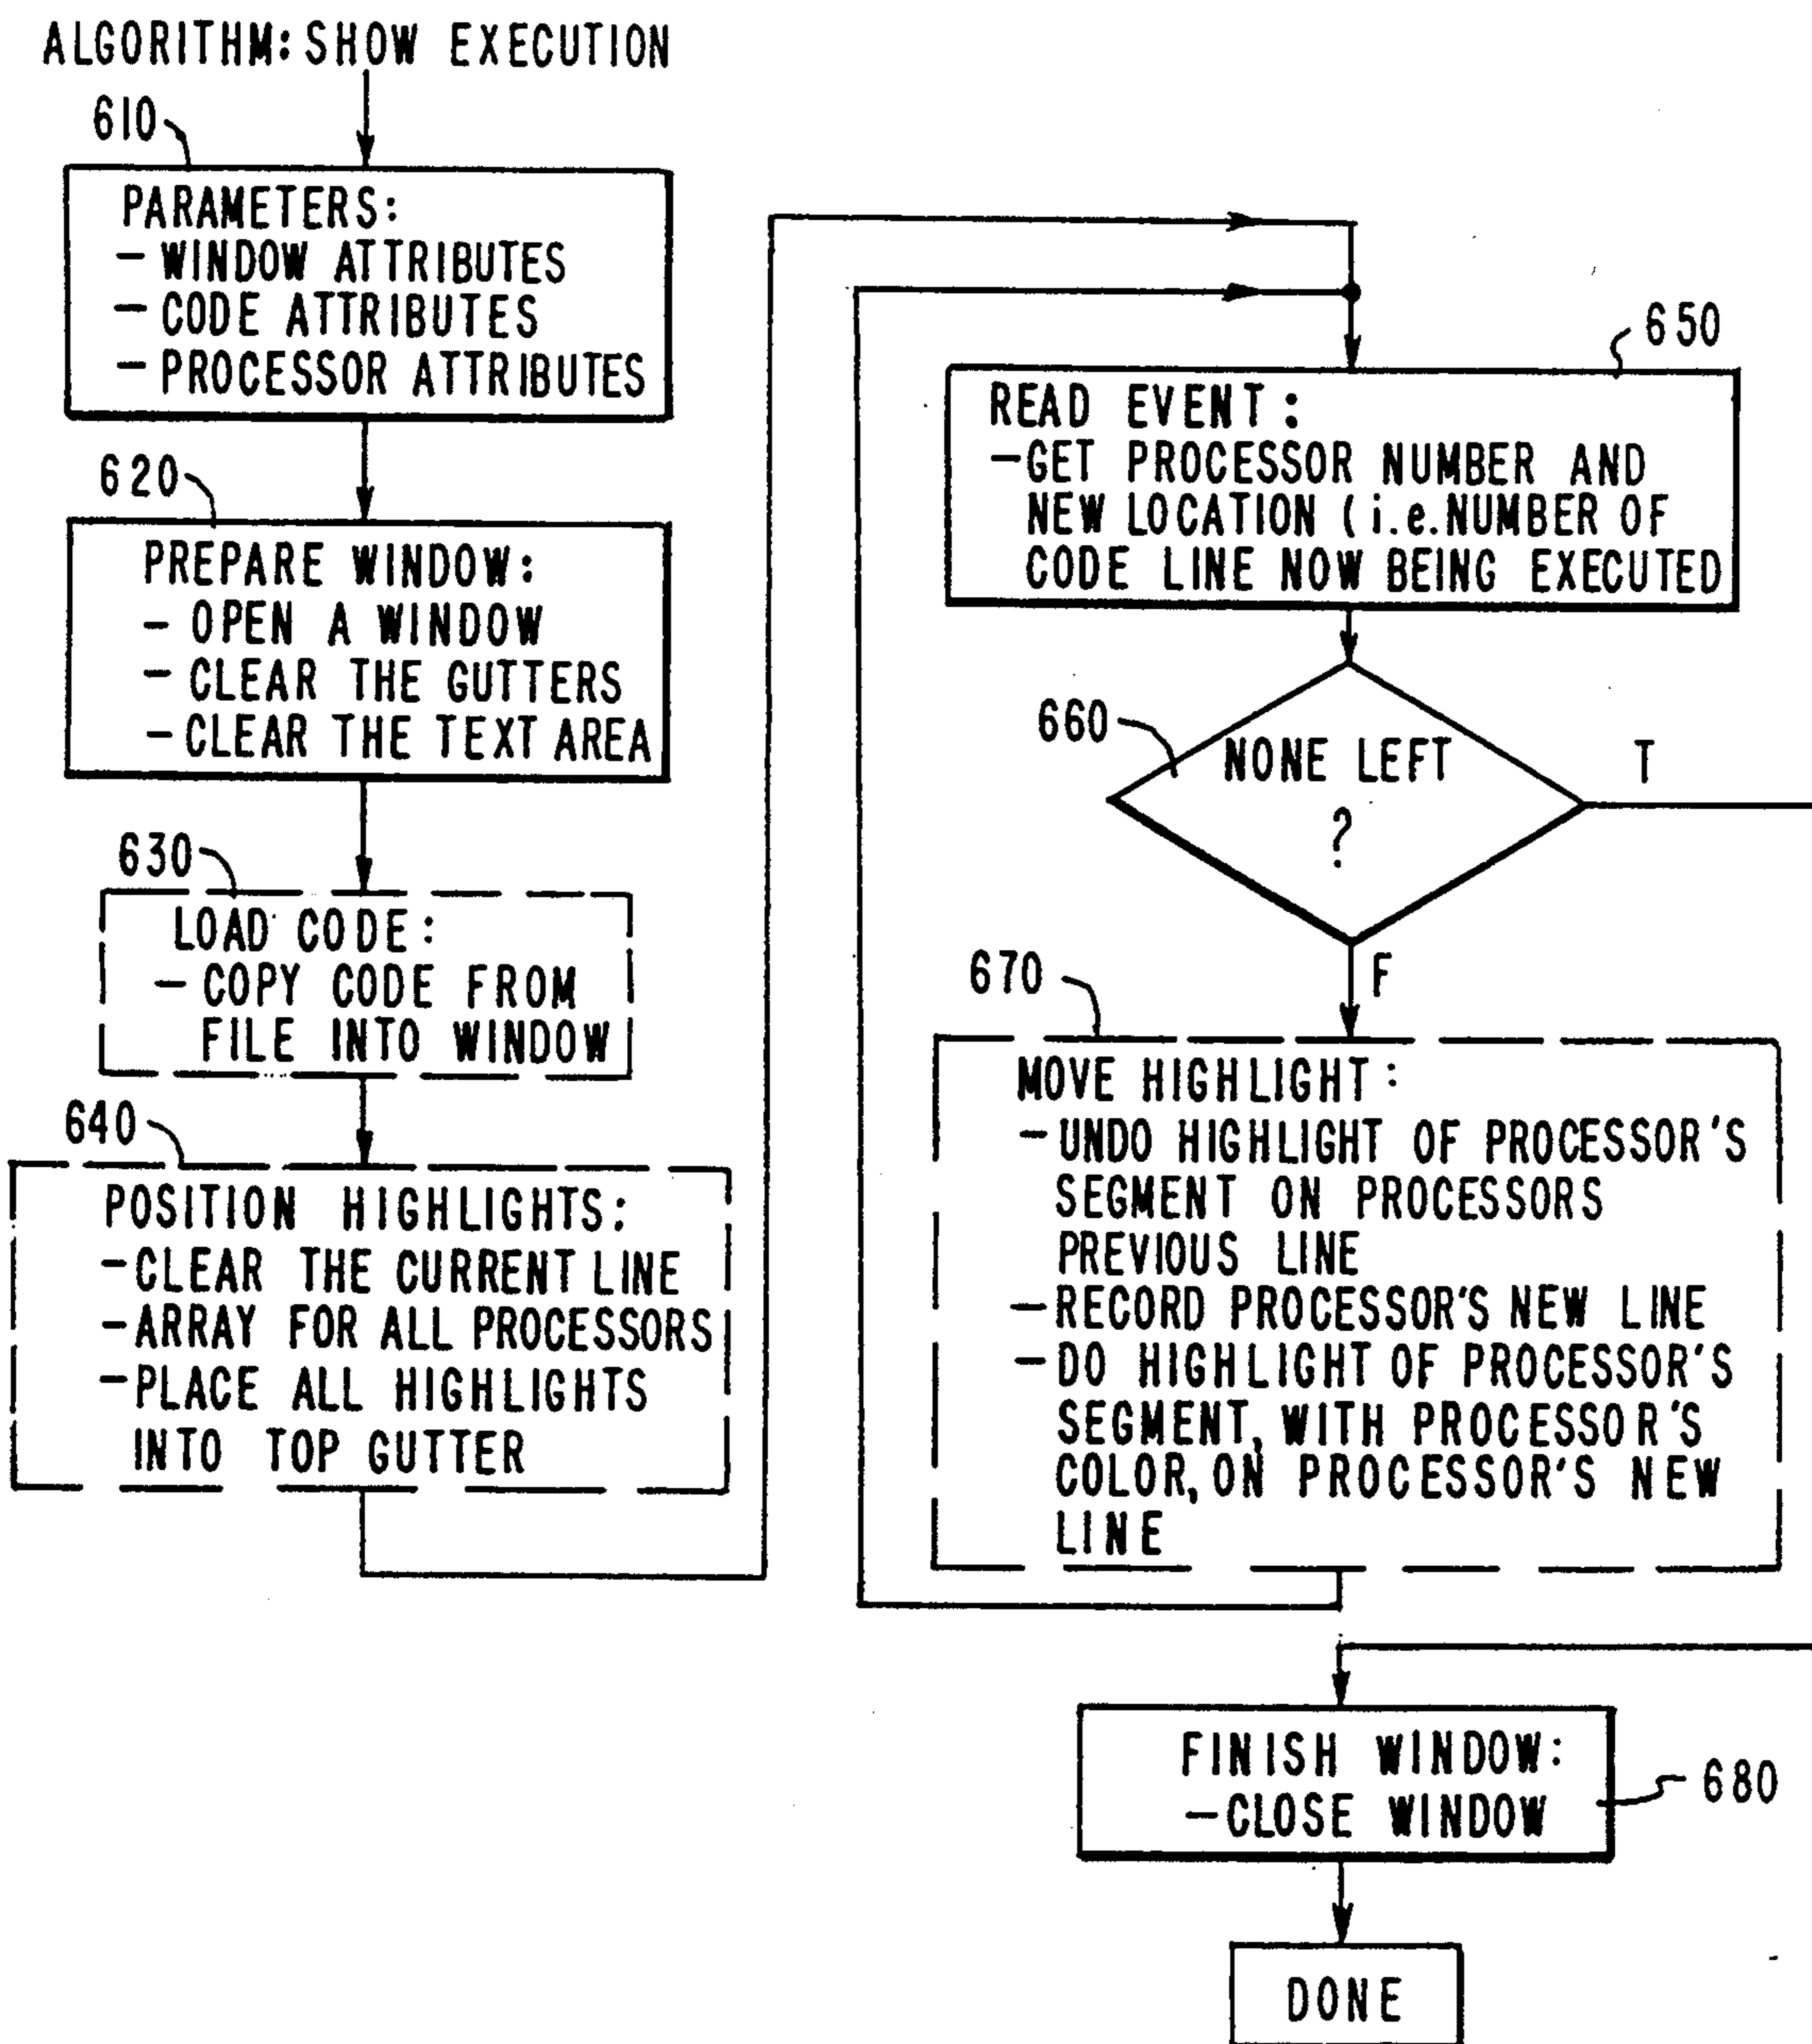 ALGORITHM: SHOW EXECUTION
610
PARAMETERS:
- WINDOW ATTRIBUTES
- CODE ATTRIBUTES
- PROCESSOR ATTRIBUTES
620
PREPARE WINDOW:
- OPEN A WINDOW
- CLEAR THE GUTTERS
- CLEAR THE TEXT AREA
630
LOAD CODE:
- COPY CODE FROM
FILE INTO WINDOW
640
POSITION HIGHLIGHTS:
- CLEAR THE CURRENT LINE
- ARRAY FOR ALL PROCESSORS
- PLACE ALL HIGHLIGHTS
INTO TOP GUTTER
650
READ EVENT:
- GET PROCESSOR NUMBER AND
NEW LOCATION (i.e. NUMBER OF
CODE LINE NOW BEING EXECUTED
660
NONE LEFT
?
T
F
670
MOVE HIGHLIGHT:
- UNDO HIGHLIGHT OF PROCESSOR'S
SEGMENT ON PROCESSORS
PREVIOUS LINE
- RECORD PROCESSOR'S NEW LINE
- DO HIGHLIGHT OF PROCESSOR'S
SEGMENT, WITH PROCESSOR'S
COLOR, ON PROCESSOR'S NEW
LINE
FINISH WINDOW:
- CLOSE WINDOW
680
DONE